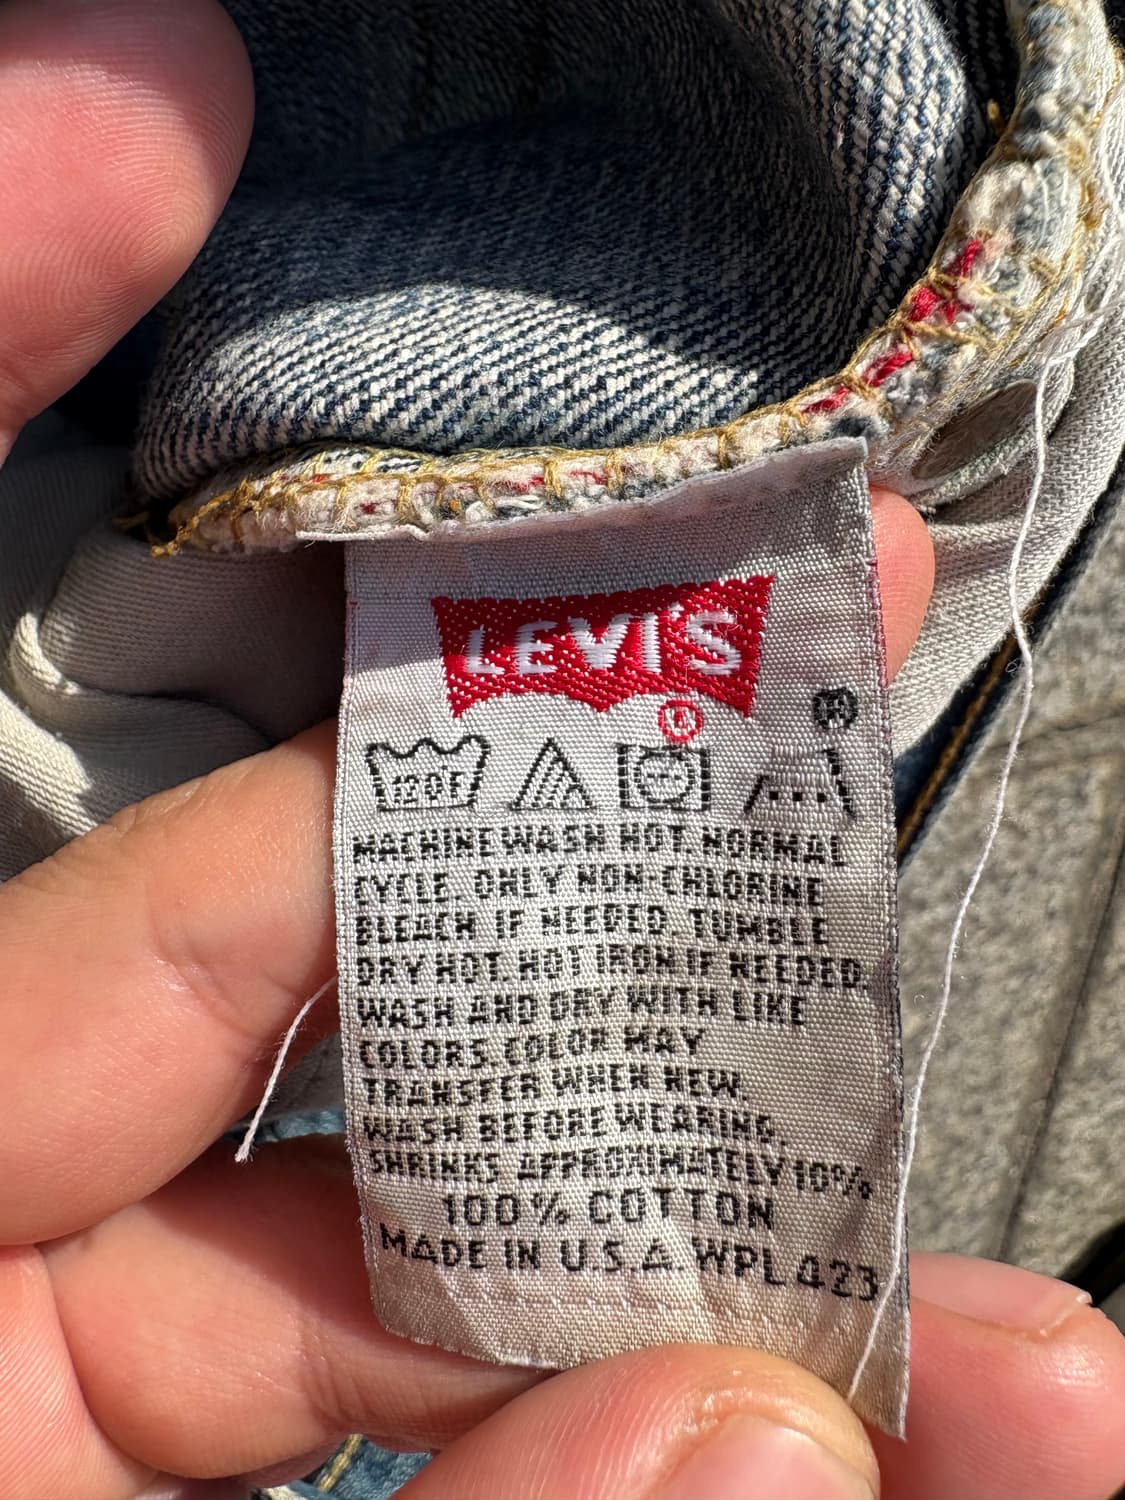 LEVI'S
®
®
120°F
MACHINE WASH HOT, NORMAL
CYCLE. ONLY NON-CHLORINE
BLEACH IF NEEDED. TUMBLE
DRY HOT. HOT IRON IF NEEDED.
WASH AND DRY WITH LIKE
COLORS. COLOR MAY
TRANSFER WHEN NEW.
WASH BEFORE WEARING.
SHRINKS APPROXIMATELY 10%
100% COTTON
MADE IN U.S.A. WPL 423